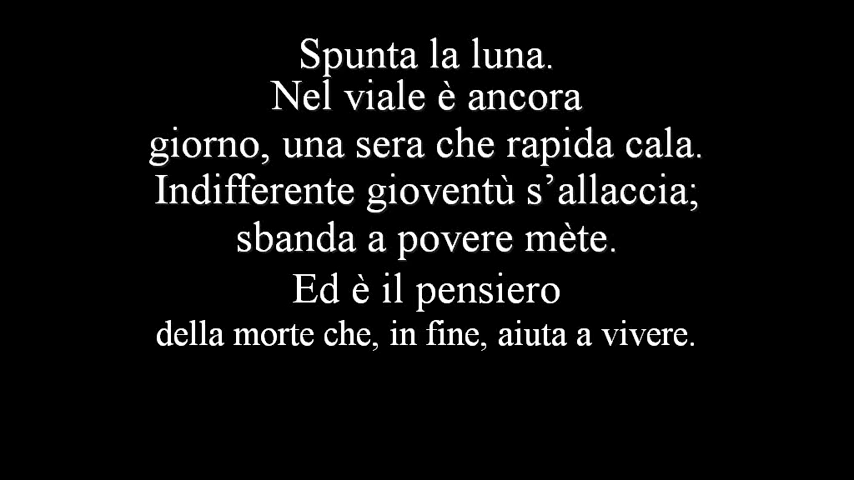 Spunta la luna.
Nel viale è ancora
giorno, una sera che rapida cala.
Indifferente gioventù s’allaccia;
sbanda a povere mète.
Ed è il pensiero
della morte che, in fine, aiuta a vivere.